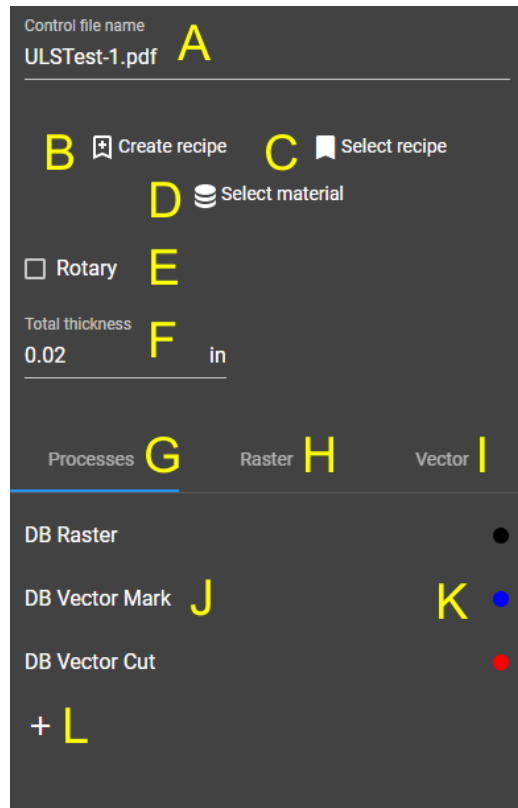 Control file name
ULSTest-1.pdf A
B Create recipe C Select recipe
D Select material
Rotary E
Total thickness
0.02 in F
Processes G Raster H Vector I
DB Raster
DB Vector Mark J K
DB Vector Cut
+ L